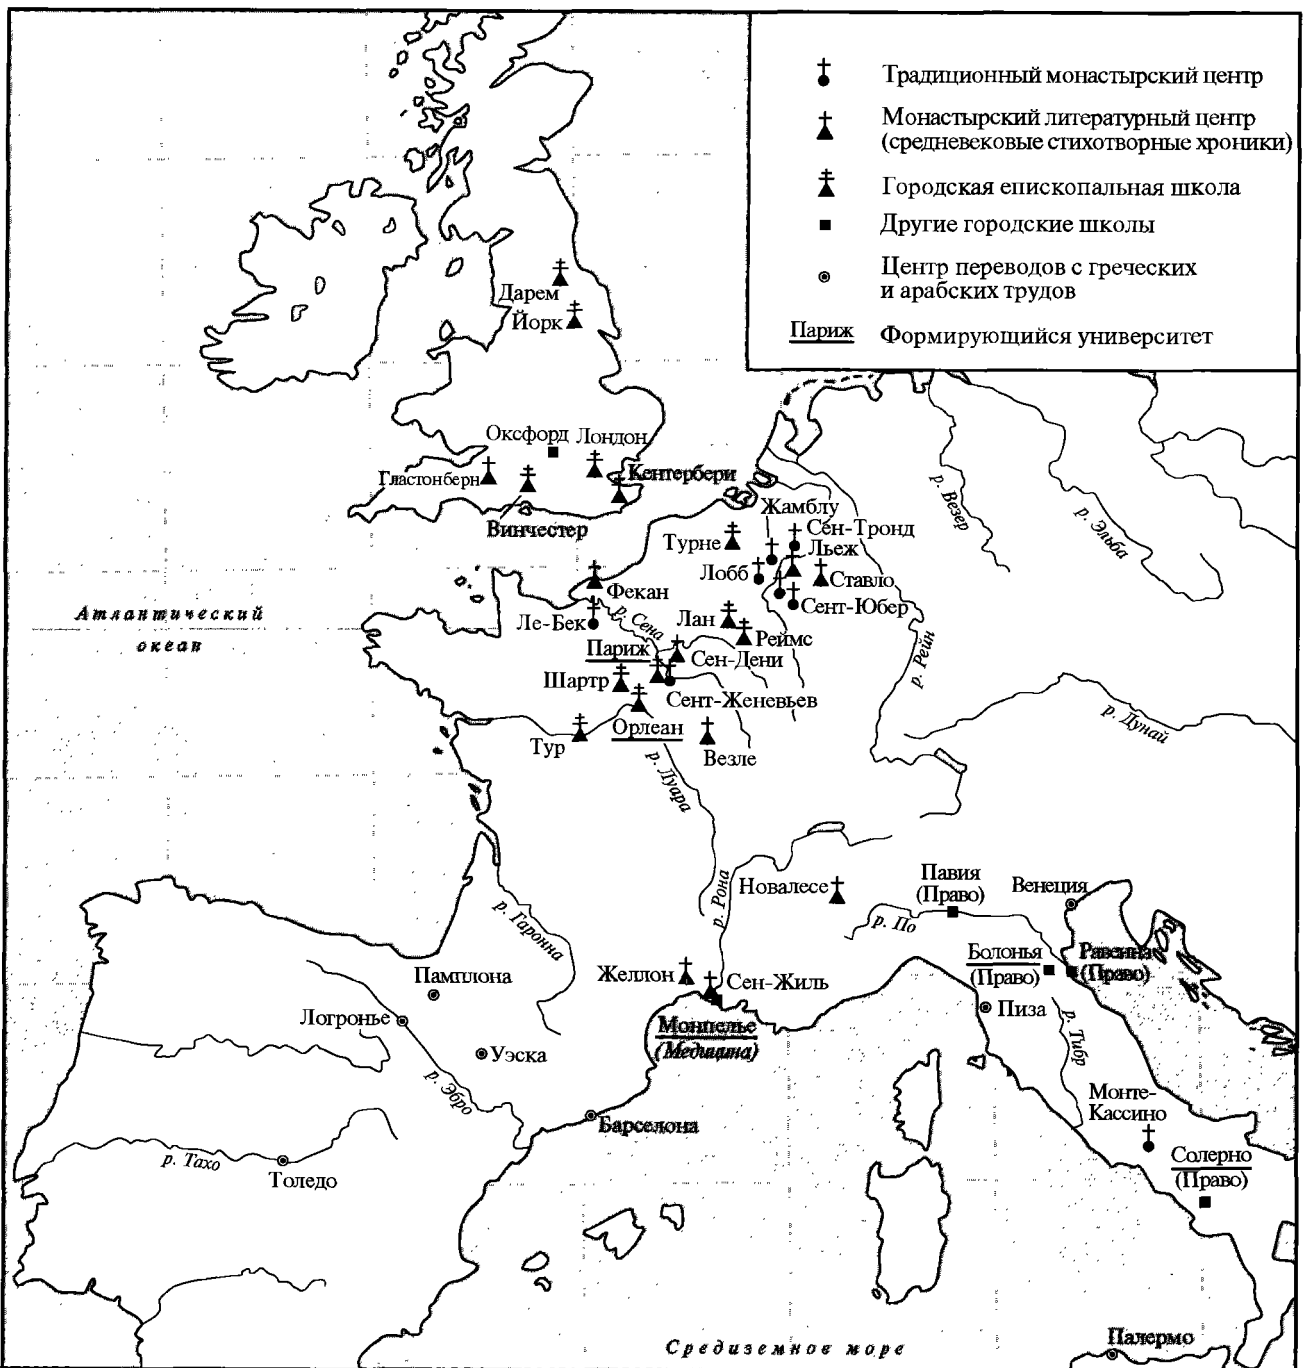 Традиционный монастырский центр
Монастырский литературный центр
(средневековые стихотворные хроники)
Городская епископальная школа
Другие городские школы
Центр переводов с греческих
и арабских трудов
Париж Формирующийся университет
Дарем
Йорк
Оксфорд
Лондон
Гластонбери
Кентербери
Винчестер
Жамблу
Сен-Тронд
Турне
Льеж
Лобб
Ставло
Сент-Юбер
Фекан
Ле-Бек
р. Сена
Лан
Реймс
Париж
Сен-Дени
Шартр
Сент-Женевьев
Орлеан
Тур
Везле
р. Луара
р. Везер
р. Эльба
р. Рейн
р. Дунай
Атлантический
океан
Новалесе
р. Рона
р. Гаронна
Павия
(Право)
Венеция
р. По
Болонья
(Право)
Равенна
(Право)
Пиза
р. Тибр
Желлон
Сен-Жиль
Монпелье
(Медицина)
Памплона
Логронье
Уэска
р. Эбро
Барселона
р. Тахо
Толедо
Монте-
Кассино
Солерно
(Право)
Средиземное море
Палермо